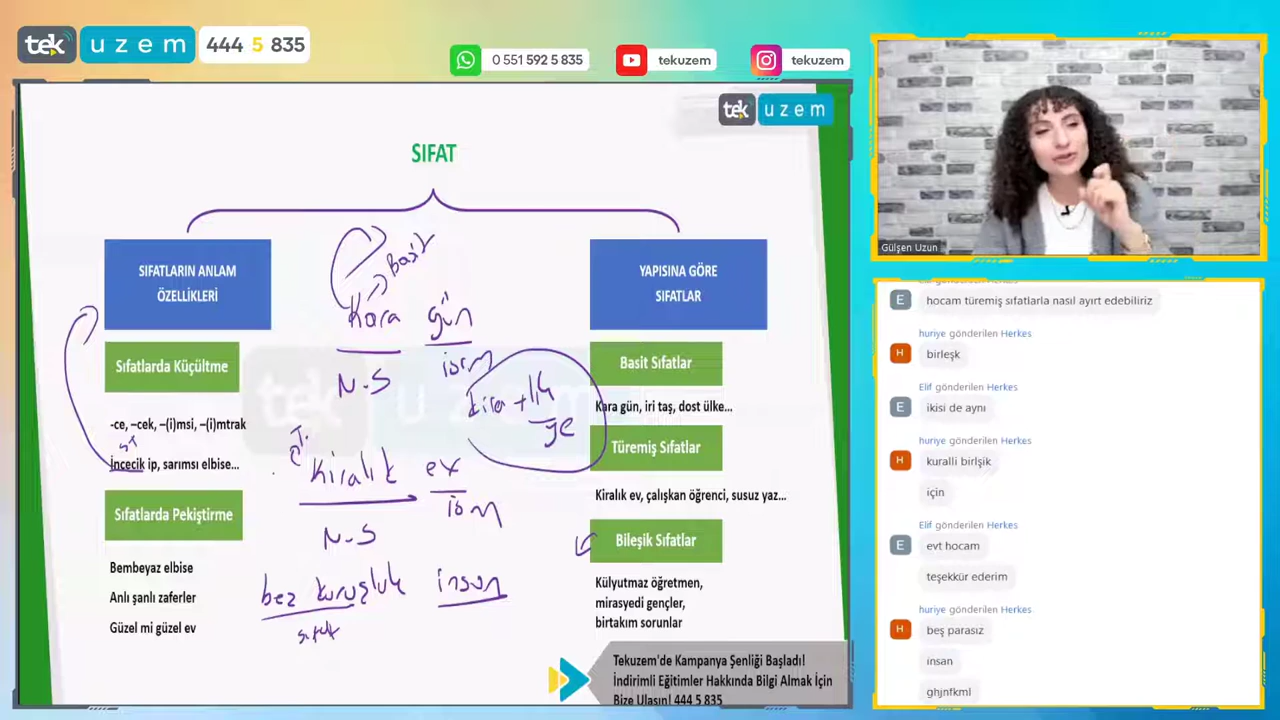 tek uzem 444 5 835
0 551 592 5 835
tekuzem
tekuzem
tek uzem
SIFAT
SIFATLARIN ANLAM
ÖZELLİKLERİ
Sıfatlarda Küçültme
-ce, –cek, –(i)msi, –(i)mtrak
İncecik ip, sarımsı elbise...
Sıfatlarda Pekiştirme
Bembeyaz elbise
Anlı şanlı zaferler
Güzel mi güzel ev
Basit
Kara gün
N.S isim
Kiralık ev
N.S isim
insan
sıfat
YAPISINA GÖRE
SIFATLAR
Basit Sıfatlar
Kara gün, iri taş, dost ülke...
Türemiş Sıfatlar
Kiralık ev, çalışkan öğrenci, susuz yaz...
Bileşik Sıfatlar
Külyutmaz öğretmen,
mirasyedi gençler,
birtakım sorunlar
Tekuzem'de Kampanya Şenliği Başladı!
İndirimli Eğitimler Hakkında Bilgi Almak İçin
Bize Ulaşın! 444 5 835
Gülşen Uzun
Elif gönderilen Herkes
E hocam türemiş sıfatlarla nasıl ayırt edebiliriz
huriye gönderilen Herkes
H birleşk
Elif gönderilen Herkes
E ikisi de aynı
huriye gönderilen Herkes
H kuralli birlşik
için
Elif gönderilen Herkes
E evt hocam
teşekkür ederim
huriye gönderilen Herkes
H beş parasız
insan
ghjnfkml